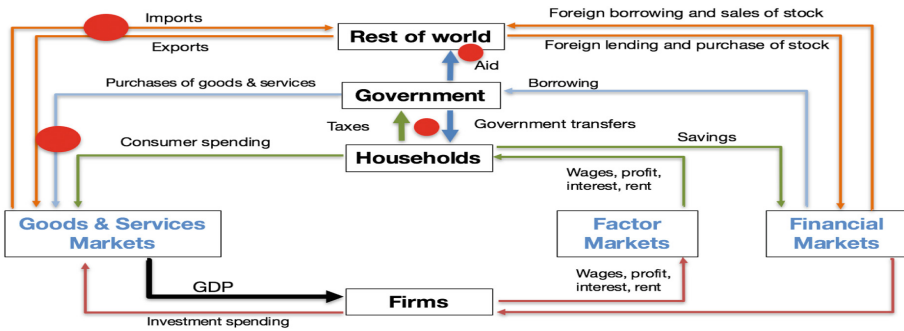 Imports
Foreign borrowing and sales of stock
Rest of world
Exports
Foreign lending and purchase of stock
Aid
Purchases of goods & services
Borrowing
Government
Taxes
Government transfers
Consumer spending
Savings
Households
Wages, profit,
interest, rent
Goods & Services
Markets
Factor
Markets
Financial
Markets
Wages, profit,
interest, rent
GDP
Firms
Investment spending